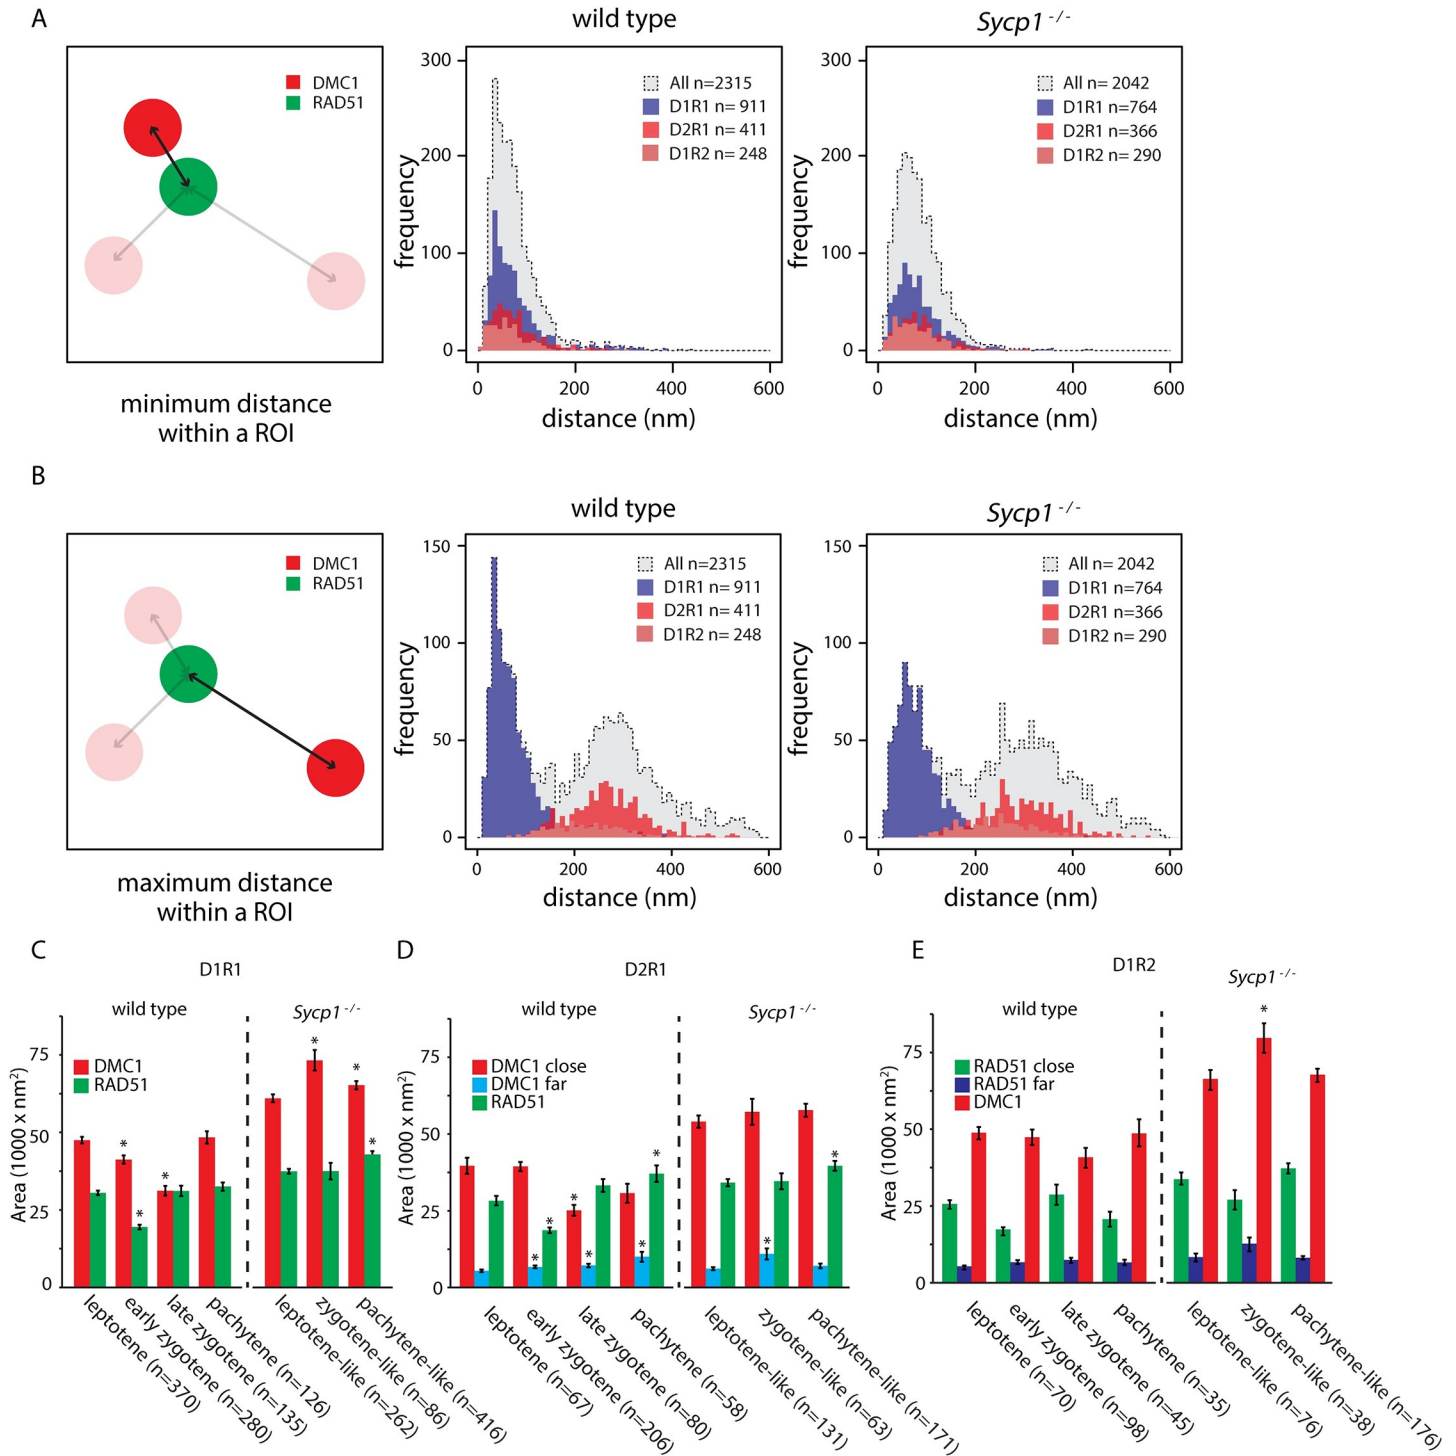 A
wild type
Sycp1 -/-
DMC1
RAD51
minimum distance
within a ROI
300
200
100
0
frequency
All n=2315
D1R1 n= 911
D2R1 n= 411
D1R2 n= 248
0 200 400 600
distance (nm)
300
200
100
0
frequency
All n= 2042
D1R1 n=764
D2R1 n=366
D1R2 n= 290
0 200 400 600
distance (nm)
B
wild type
Sycp1 -/-
DMC1
RAD51
maximum distance
within a ROI
150
100
50
0
frequency
All n=2315
D1R1 n= 911
D2R1 n= 411
D1R2 n= 248
0 200 400 600
distance (nm)
150
100
50
0
frequency
All n= 2042
D1R1 n=764
D2R1 n=366
D1R2 n= 290
0 200 400 600
distance (nm)
C
D1R1
wild type
Sycp1 -/-
DMC1
RAD51
75
50
25
0
Area (1000 x nm²)
* * * * * *
leptotene (n=370)
early zygotene (n=280)
late zygotene (n=135)
pachytene (n=126)
leptotene-like (n=262)
zygotene-like (n=86)
pachytene-like (n=416)
D
D2R1
wild type
Sycp1 -/-
DMC1 close
DMC1 far
RAD51
75
50
25
0
Area (1000 x nm²)
* * * * * * * *
leptotene (n=67)
early zygotene (n=206)
late zygotene (n=80)
pachytene (n=58)
leptotene-like (n=131)
zygotene-like (n=63)
pachytene-like (n=171)
E
D1R2
wild type
Sycp1 -/-
RAD51 close
RAD51 far
DMC1
75
50
25
0
Area (1000 x nm²)
*
leptotene (n=70)
early zygotene (n=98)
late zygotene (n=45)
pachytene (n=35)
leptotene-like (n=76)
zygotene-like (n=38)
pachytene-like (n=176)